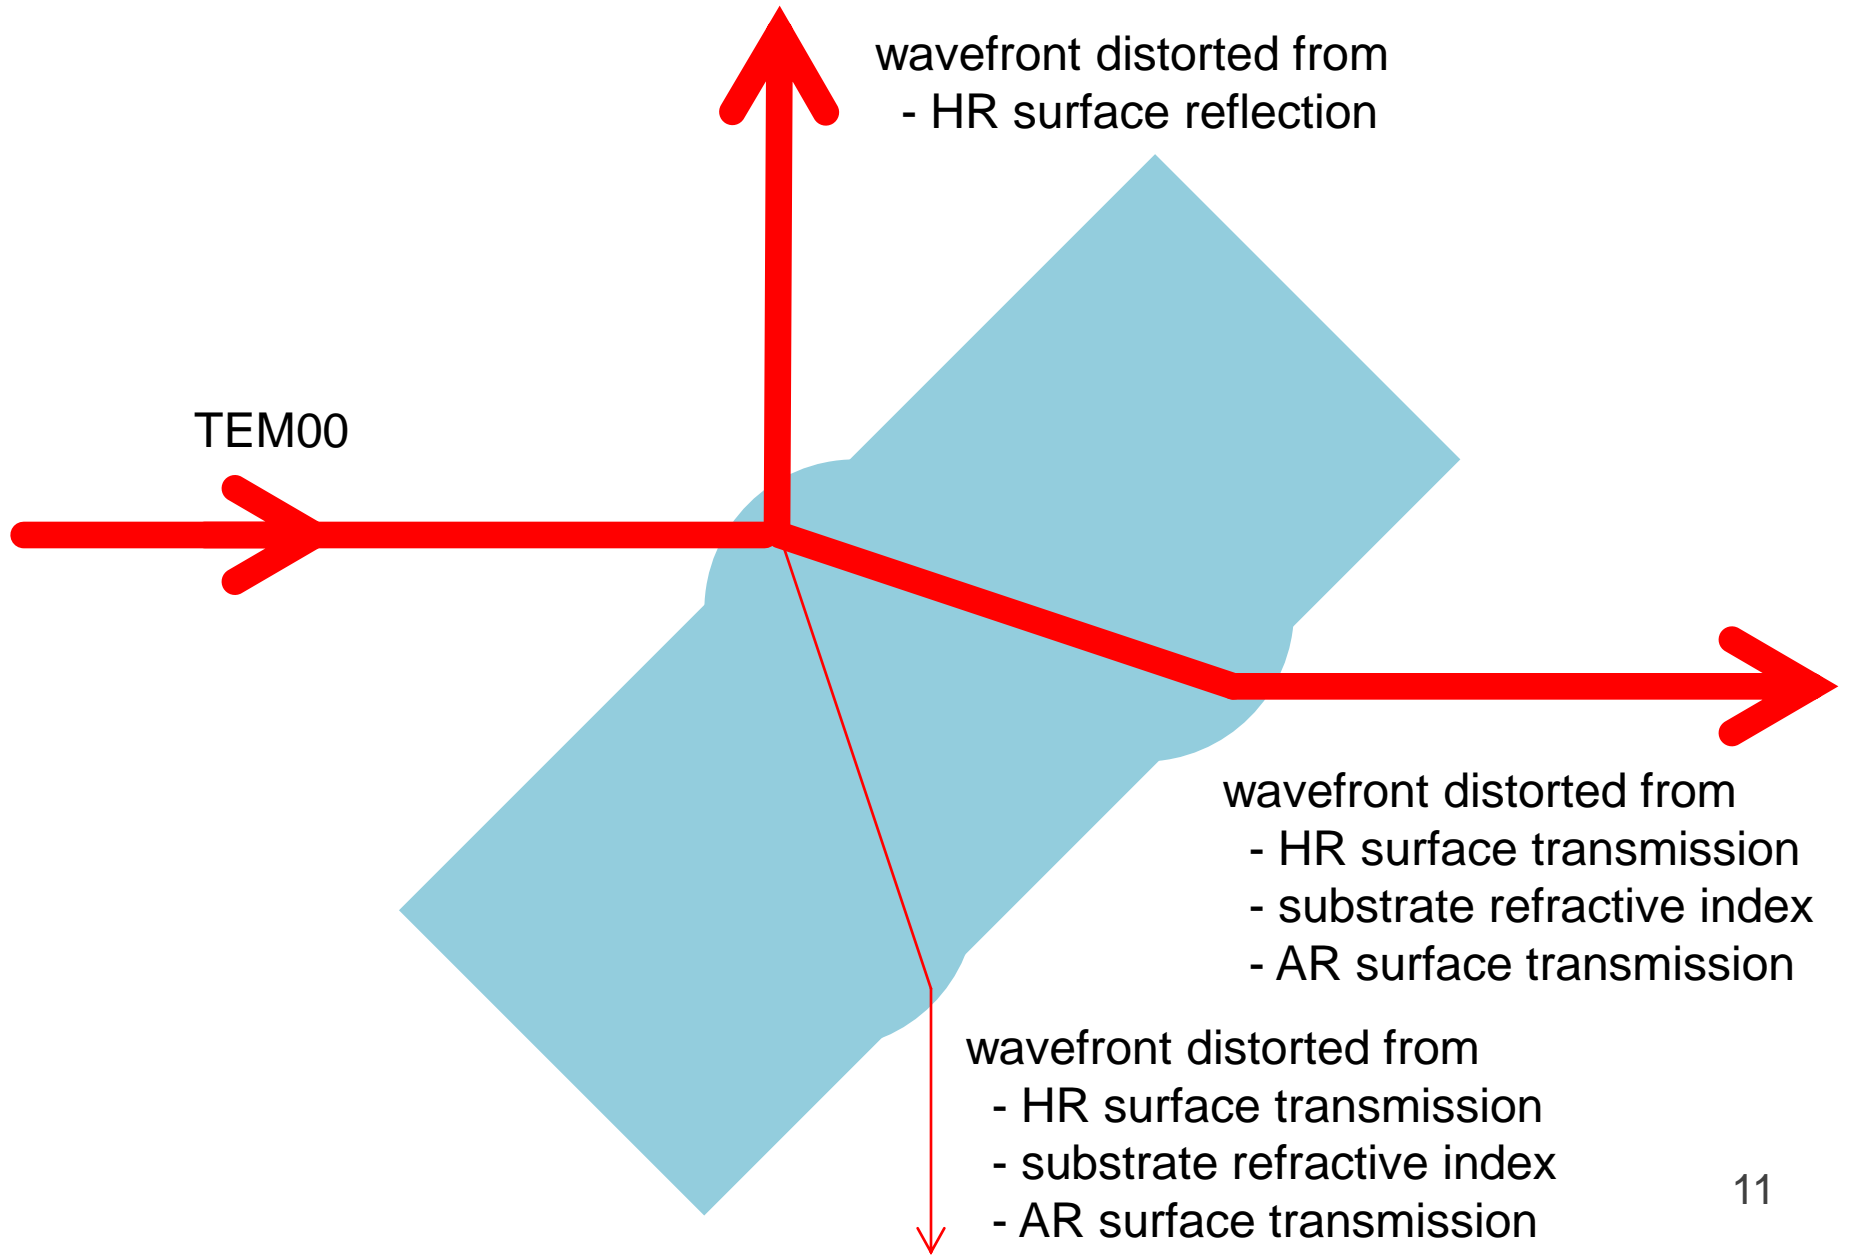 wavefront distorted from
- HR surface reflection
TEM00
wavefront distorted from
- HR surface transmission
- substrate refractive index
- AR surface transmission
wavefront distorted from
- HR surface transmission
- substrate refractive index
- AR surface transmission
11